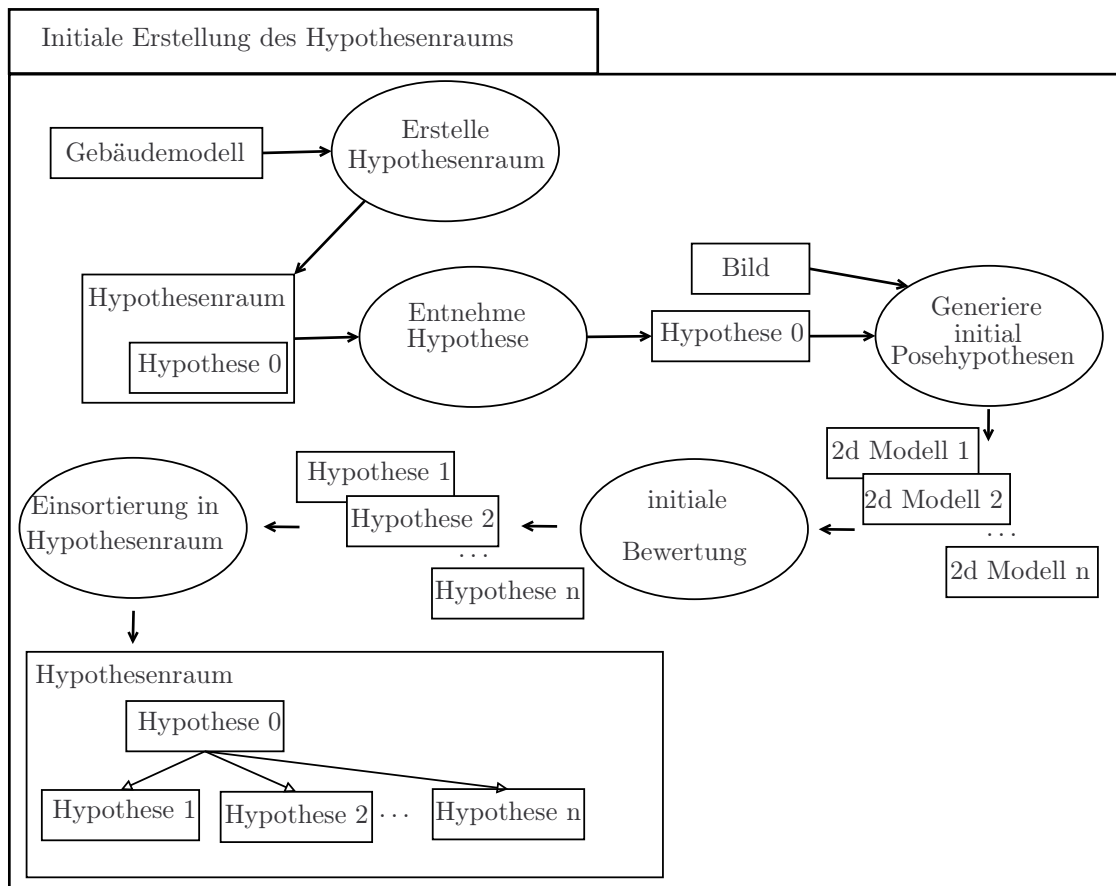 Initiale Erstellung des Hypothesenraums
Gebäudemodell
Erstelle
Hypothesenraum
Hypothesenraum
Hypothese 0
Entnehme
Hypothese
Bild
Hypothese 0
Generiere
initial
Posehypothesen
2d Modell 1
2d Modell 2
...
2d Modell n
initiale
Bewertung
Hypothese 1
Hypothese 2
...
Hypothese n
Einsortierung in
Hypothesenraum
Hypothesenraum
Hypothese 0
Hypothese 1
Hypothese 2
...
Hypothese n